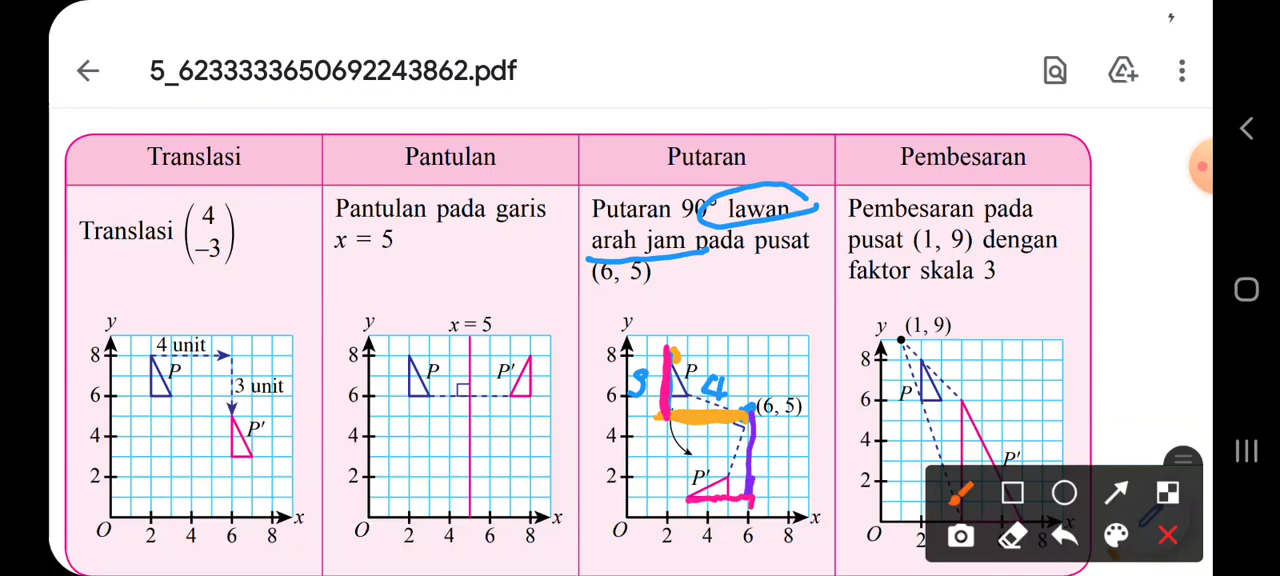 5_6233333650692243862.pdf
Translasi
Pantulan
Putaran
Pembesaran
Translasi (4 –3)
Pantulan pada garis
x = 5
Putaran 90° lawan
arah jam pada pusat
(6, 5)
Pembesaran pada
pusat (1, 9) dengan
faktor skala 3
y
8
6
4
2
O
2
4
6
8
x
4 unit
3 unit
P
P'
y
x = 5
8
6
4
2
O
2
4
6
8
x
P
P'
y
8
6
4
2
O
2
4
6
8
x
3
P
4
(6, 5)
P'
y
(1, 9)
8
6
4
2
O
2
8
x
P
P'